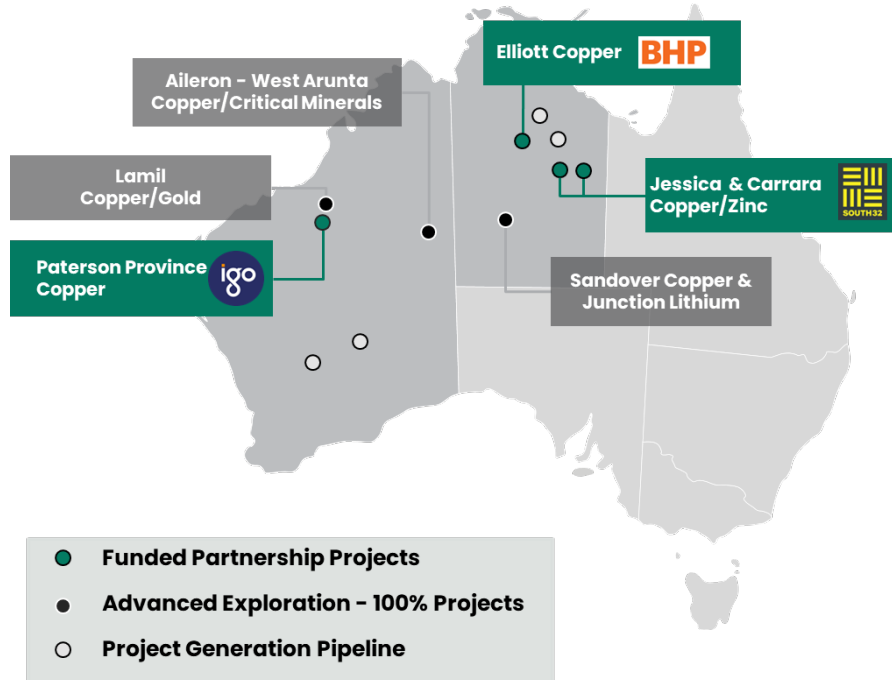 Elliott Copper
BHP
Aileron - West Arunta
Copper/Critical Minerals
Lamil
Copper/Gold
Jessica & Carrara
Copper/Zinc
SOUTH32
Paterson Province
Copper
igo
Sandover Copper &
Junction Lithium
Funded Partnership Projects
Advanced Exploration - 100% Projects
Project Generation Pipeline